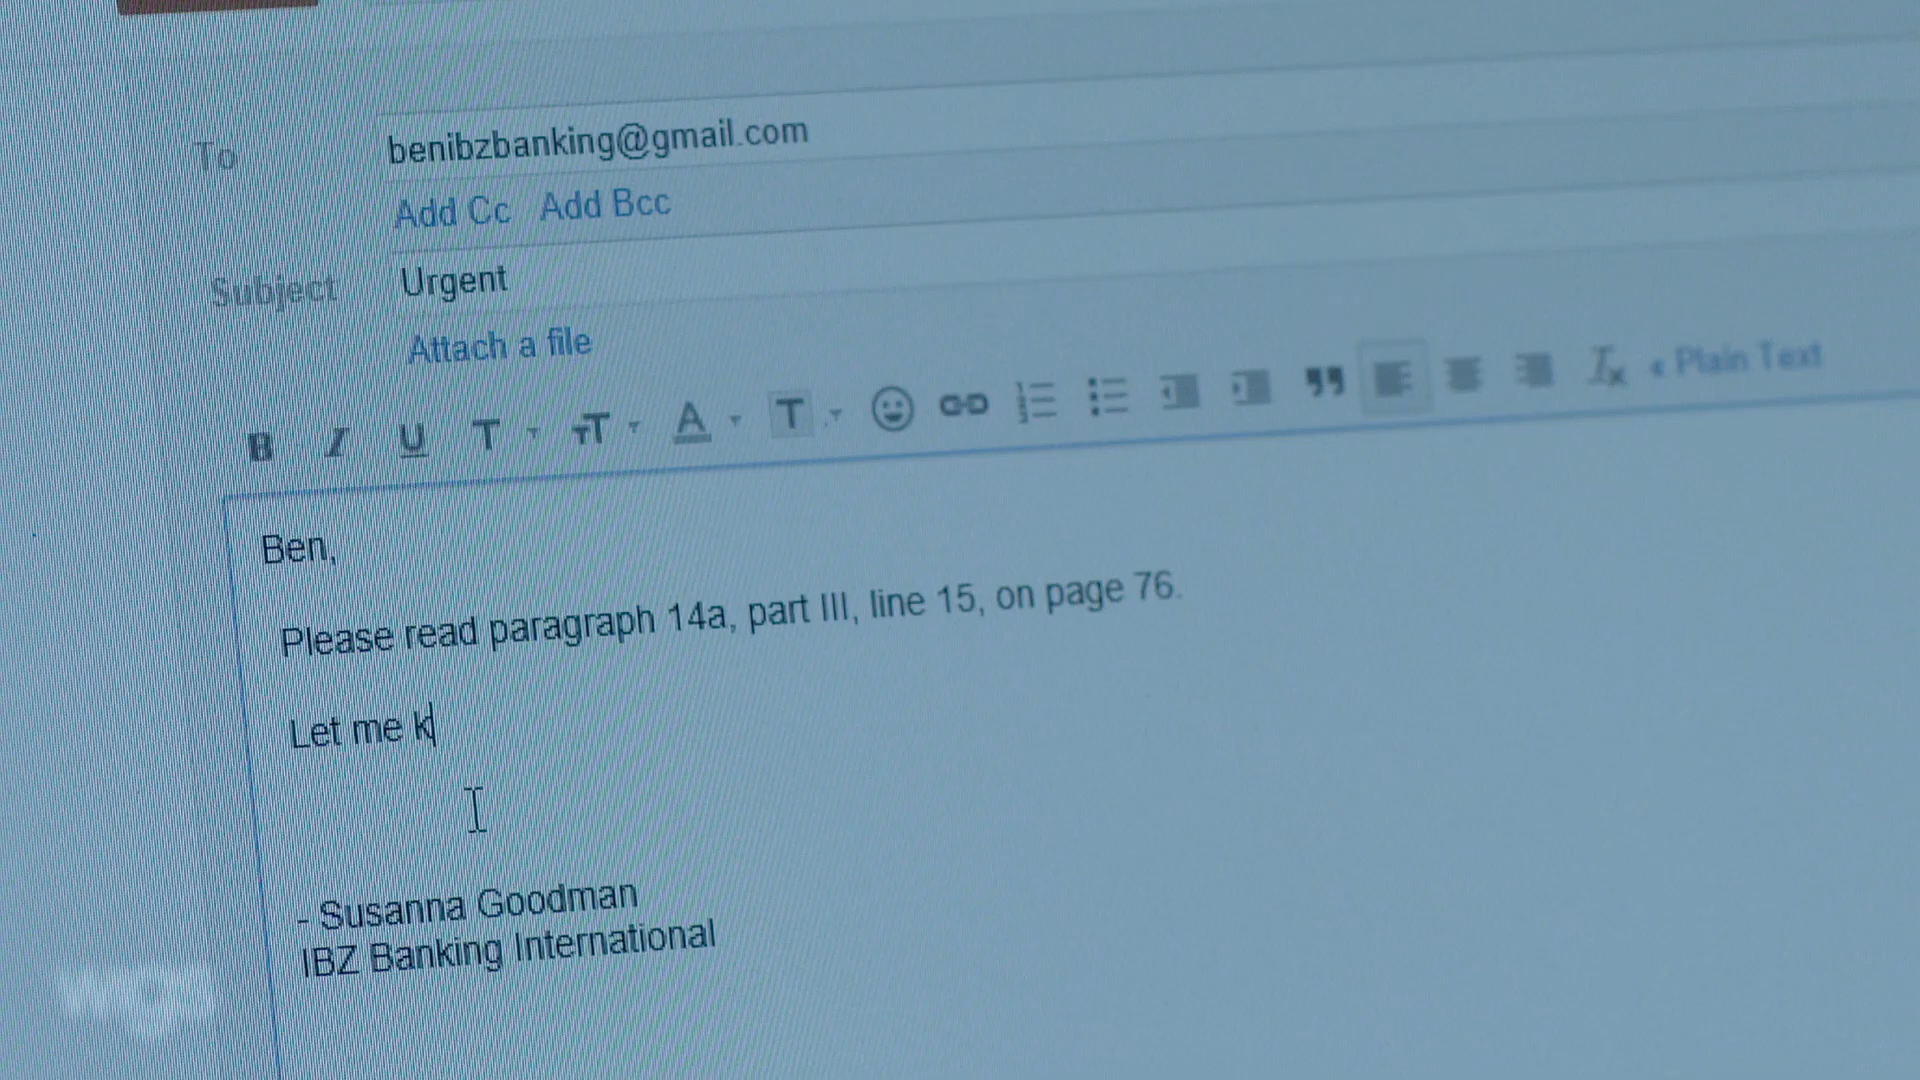 To benibzbanking@gmail.com
Add Cc Add Bcc
Subject Urgent
Attach a file
B I U T TT A T « Plain Text
Ben,
Please read paragraph 14a, part III, line 15, on page 76.
Let me k
- Susanna Goodman
IBZ Banking International